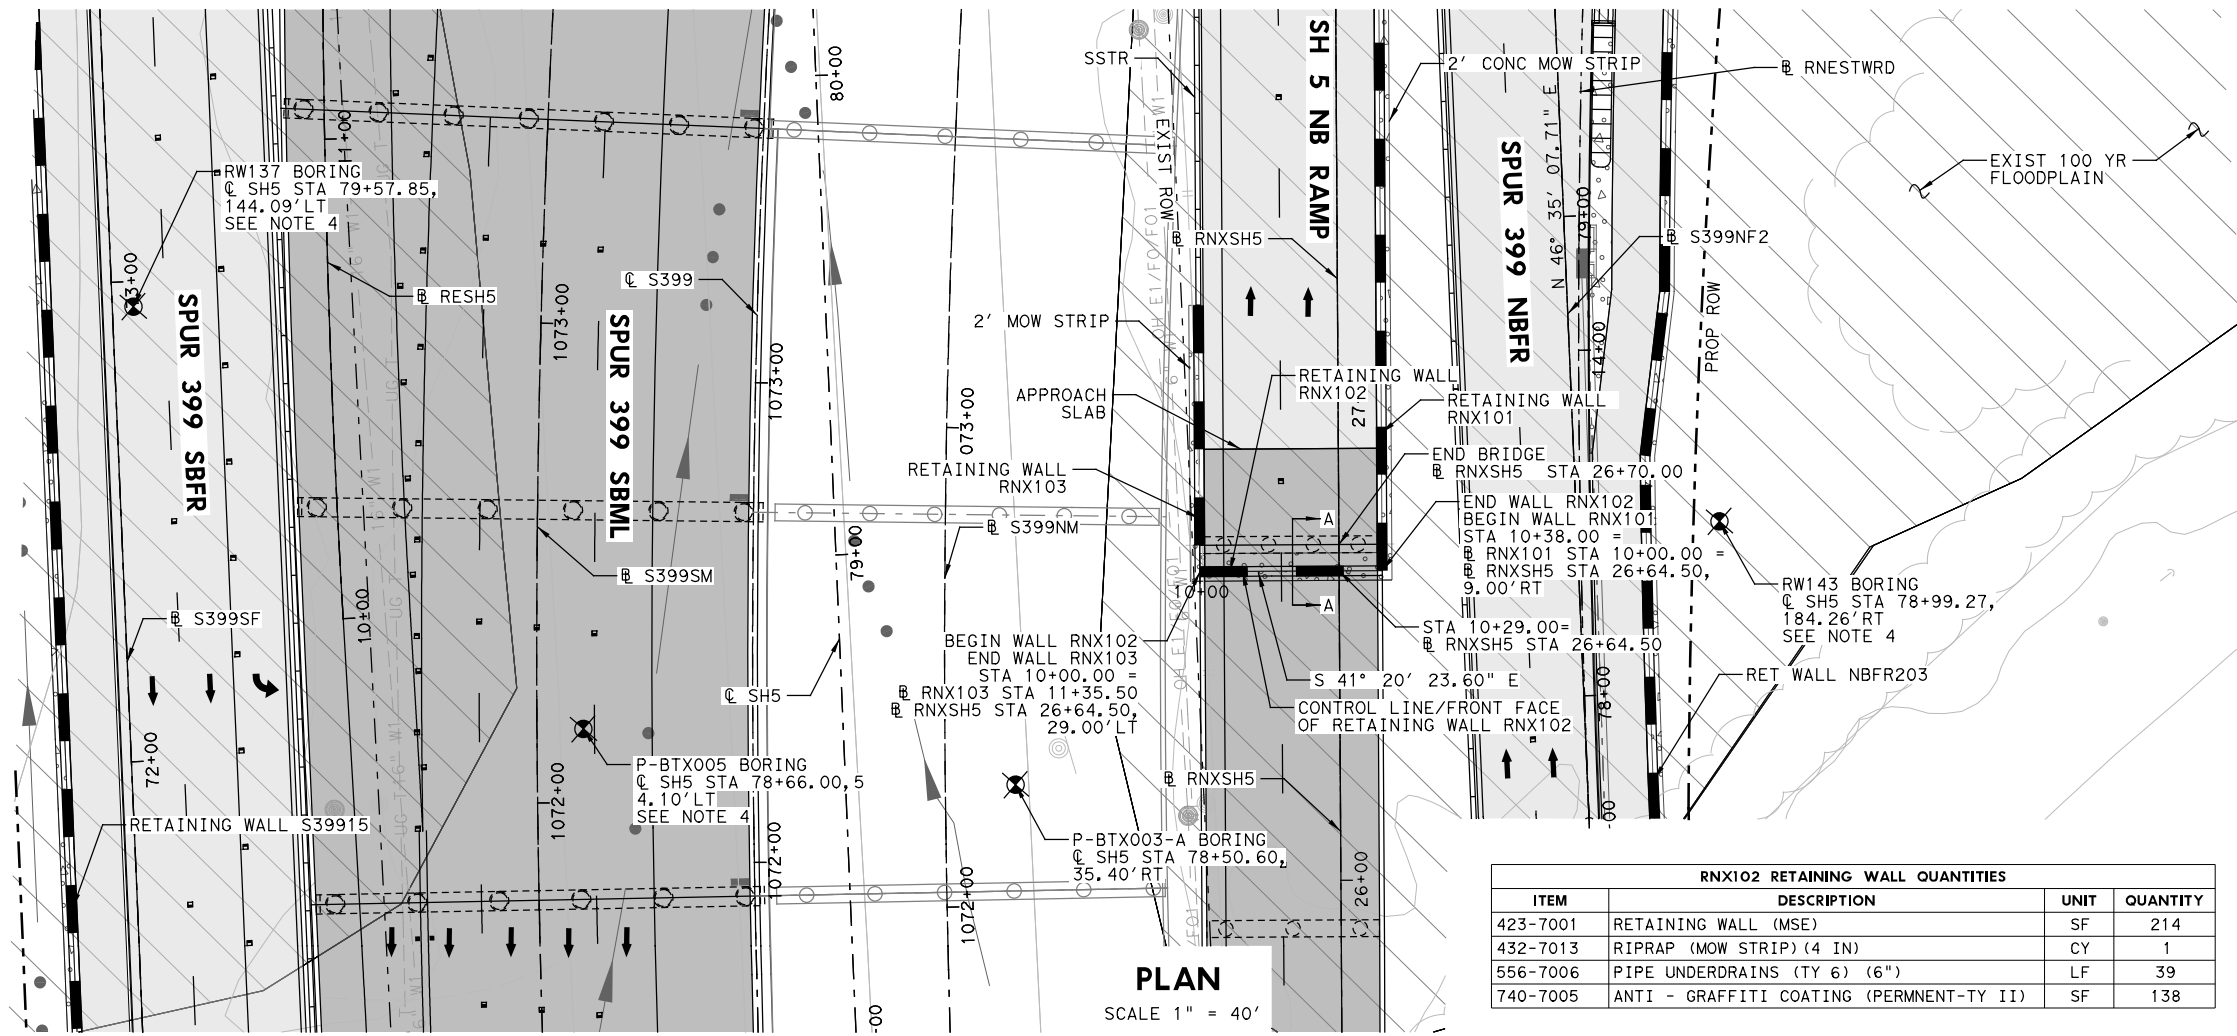 RW137 BORING
℄ SH5 STA 79+57.85,
144.09'LT
SEE NOTE 4
SPUR 399 SBFR
℄ S399SF
72+00
RETAINING WALL S39915
11+00
10+00
B̲L̲ RESH5
SPUR 399 SBML
1073+00
℄ S399
1073+00
80+00
B̲L̲ S399SM
P-BTX005 BORING
℄ SH5 STA 78+66.00,5
4.10'LT
SEE NOTE 4
1072+00
1072+00
℄ SH5
79+00
B̲L̲ S399NM
1072+00
SSTR
EXIST ROW
B̲L̲ RNXSH5
2' MOW STRIP
APPROACH
SLAB
RETAINING WALL
RNX103
10+00
BEGIN WALL RNX102
END WALL RNX103
STA 10+00.00 =
B̲L̲ RNX103 STA 11+35.50
B̲L̲ RNXSH5 STA 26+64.50,
29.00'LT
B̲L̲ RNXSH5
P-BTX003-A BORING
℄ SH5 STA 78+50.60,
35.40'RT
SH 5 NB RAMP
2' CONC MOW STRIP
RETAINING WALL
RNX102
RETAINING WALL
RNX101
END BRIDGE
B̲L̲ RNXSH5 STA 26+70.00
END WALL RNX102
BEGIN WALL RNX101
STA 10+38.00 =
B̲L̲ RNX101 STA 10+00.00 =
B̲L̲ RNXSH5 STA 26+64.50,
9.00'RT
A
A
STA 10+29.00=
B̲L̲ RNXSH5 STA 26+64.50
S 41° 20' 23.60" E
CONTROL LINE/FRONT FACE
OF RETAINING WALL RNX102
26+00
SPUR 399 NBFR
N 46° 35' 07.71" E
79+00
14+00
78+00
B̲L̲ RNESTWRD
B̲L̲ S399NF2
PROP ROW
EXIST 100 YR
FLOODPLAIN
RW143 BORING
℄ SH5 STA 78+99.27,
184.26'RT
SEE NOTE 4
RET WALL NBFR203
PLAN
SCALE 1" = 40'
RNX102 RETAINING WALL QUANTITIES
ITEM DESCRIPTION UNIT QUANTITY
423-7001 RETAINING WALL (MSE) SF 214
432-7013 RIPRAP (MOW STRIP)(4 IN) CY 1
556-7006 PIPE UNDERDRAINS (TY 6) (6") LF 39
740-7005 ANTI - GRAFFITI COATING (PERMNENT-TY II) SF 138